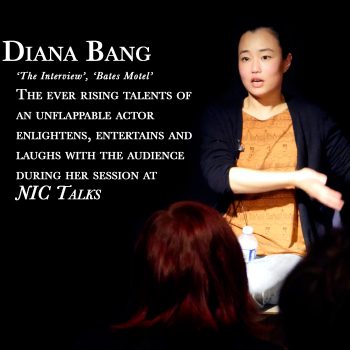 Diana Bang
'The Interview', 'Bates Motel'
The ever rising talents of
an unflappable actor
enlightens, entertains and
laughs with the audience
during her session at
NIC Talks